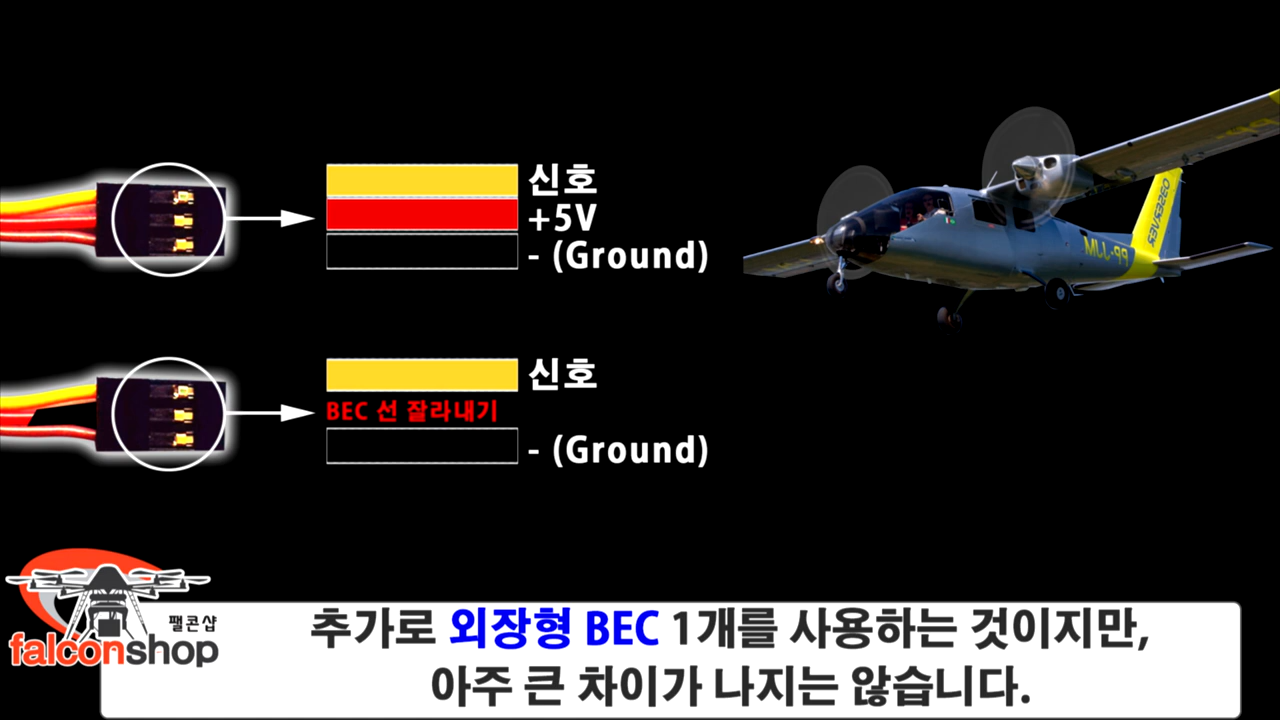 신호
+5V
- (Ground)
신호
BEC 선 잘라내기
- (Ground)
팰콘샵
falconshop
추가로 외장형 BEC 1개를 사용하는 것이지만,
아주 큰 차이가 나지는 않습니다.